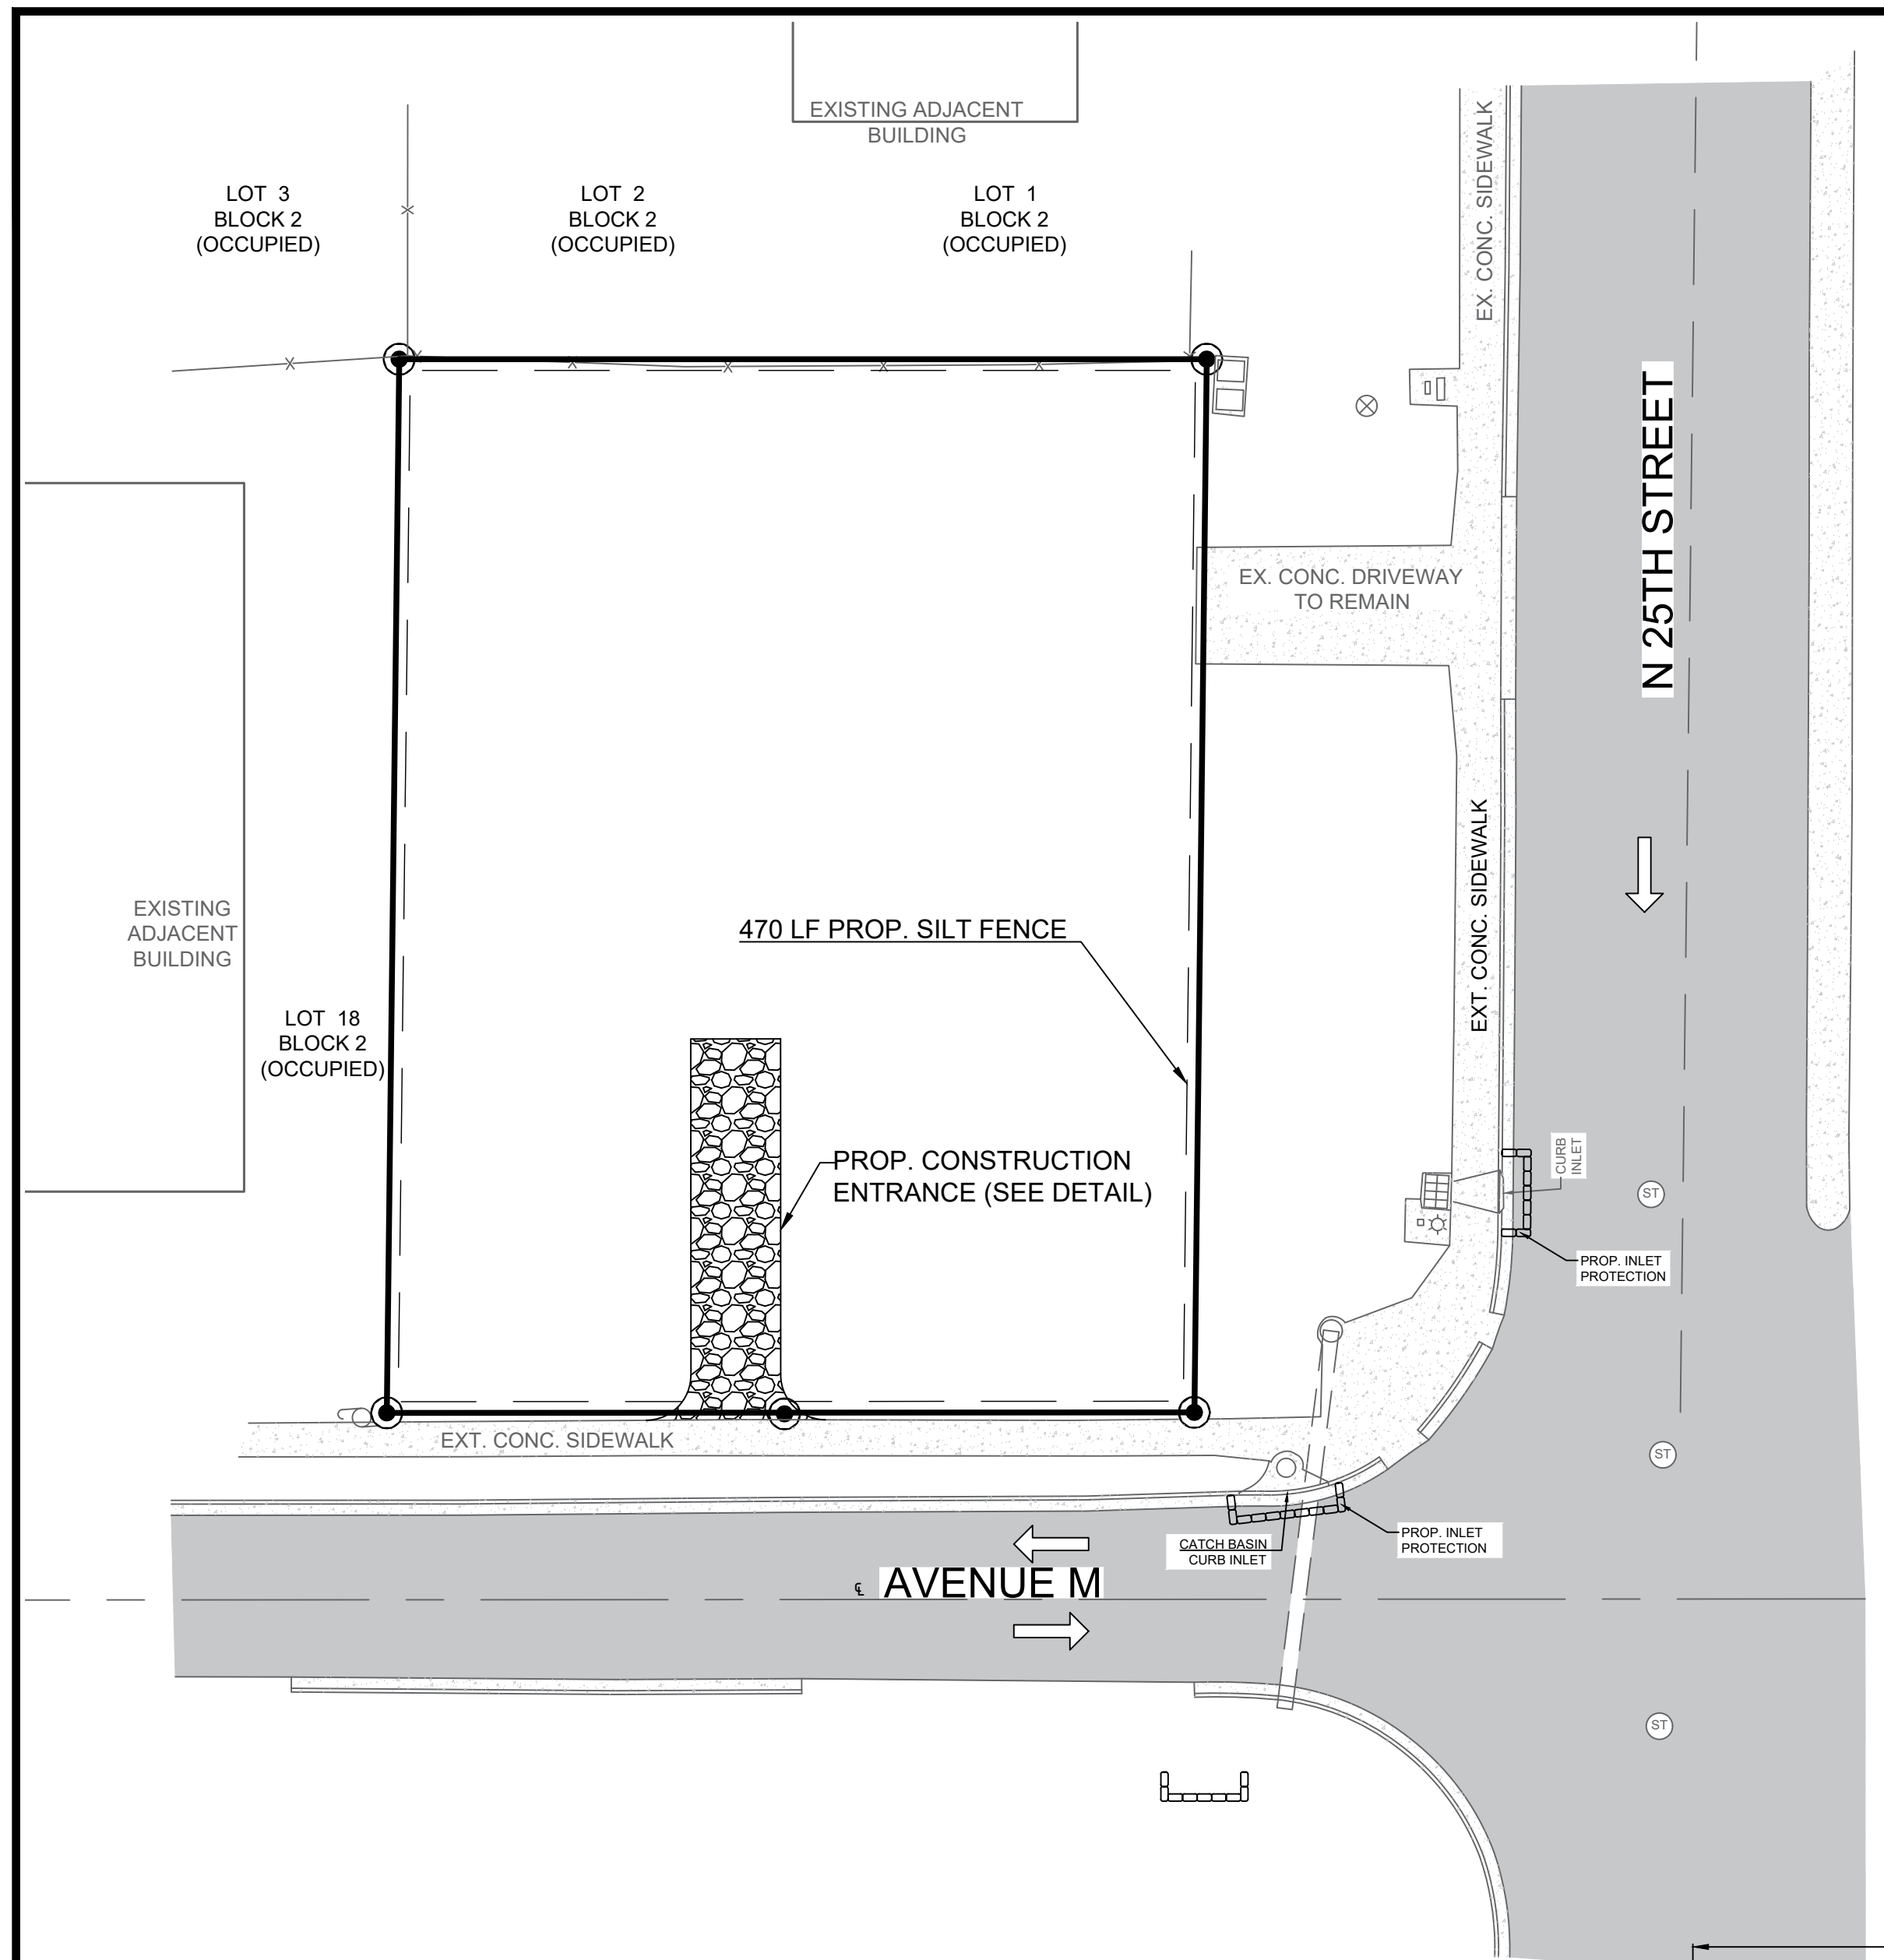 EXISTING ADJACENT
BUILDING
LOT 3
BLOCK 2
(OCCUPIED)
LOT 2
BLOCK 2
(OCCUPIED)
LOT 1
BLOCK 2
(OCCUPIED)
EX. CONC. SIDEWALK
N 25TH STREET
EX. CONC. DRIVEWAY
TO REMAIN
EXT. CONC. SIDEWALK
EXISTING
ADJACENT
BUILDING
470 LF PROP. SILT FENCE
LOT 18
BLOCK 2
(OCCUPIED)
PROP. CONSTRUCTION
ENTRANCE (SEE DETAIL)
CURB
INLET
ST
PROP. INLET
PROTECTION
EXT. CONC. SIDEWALK
ST
PROP. INLET
PROTECTION
CATCH BASIN
CURB INLET
℄ AVENUE M
ST